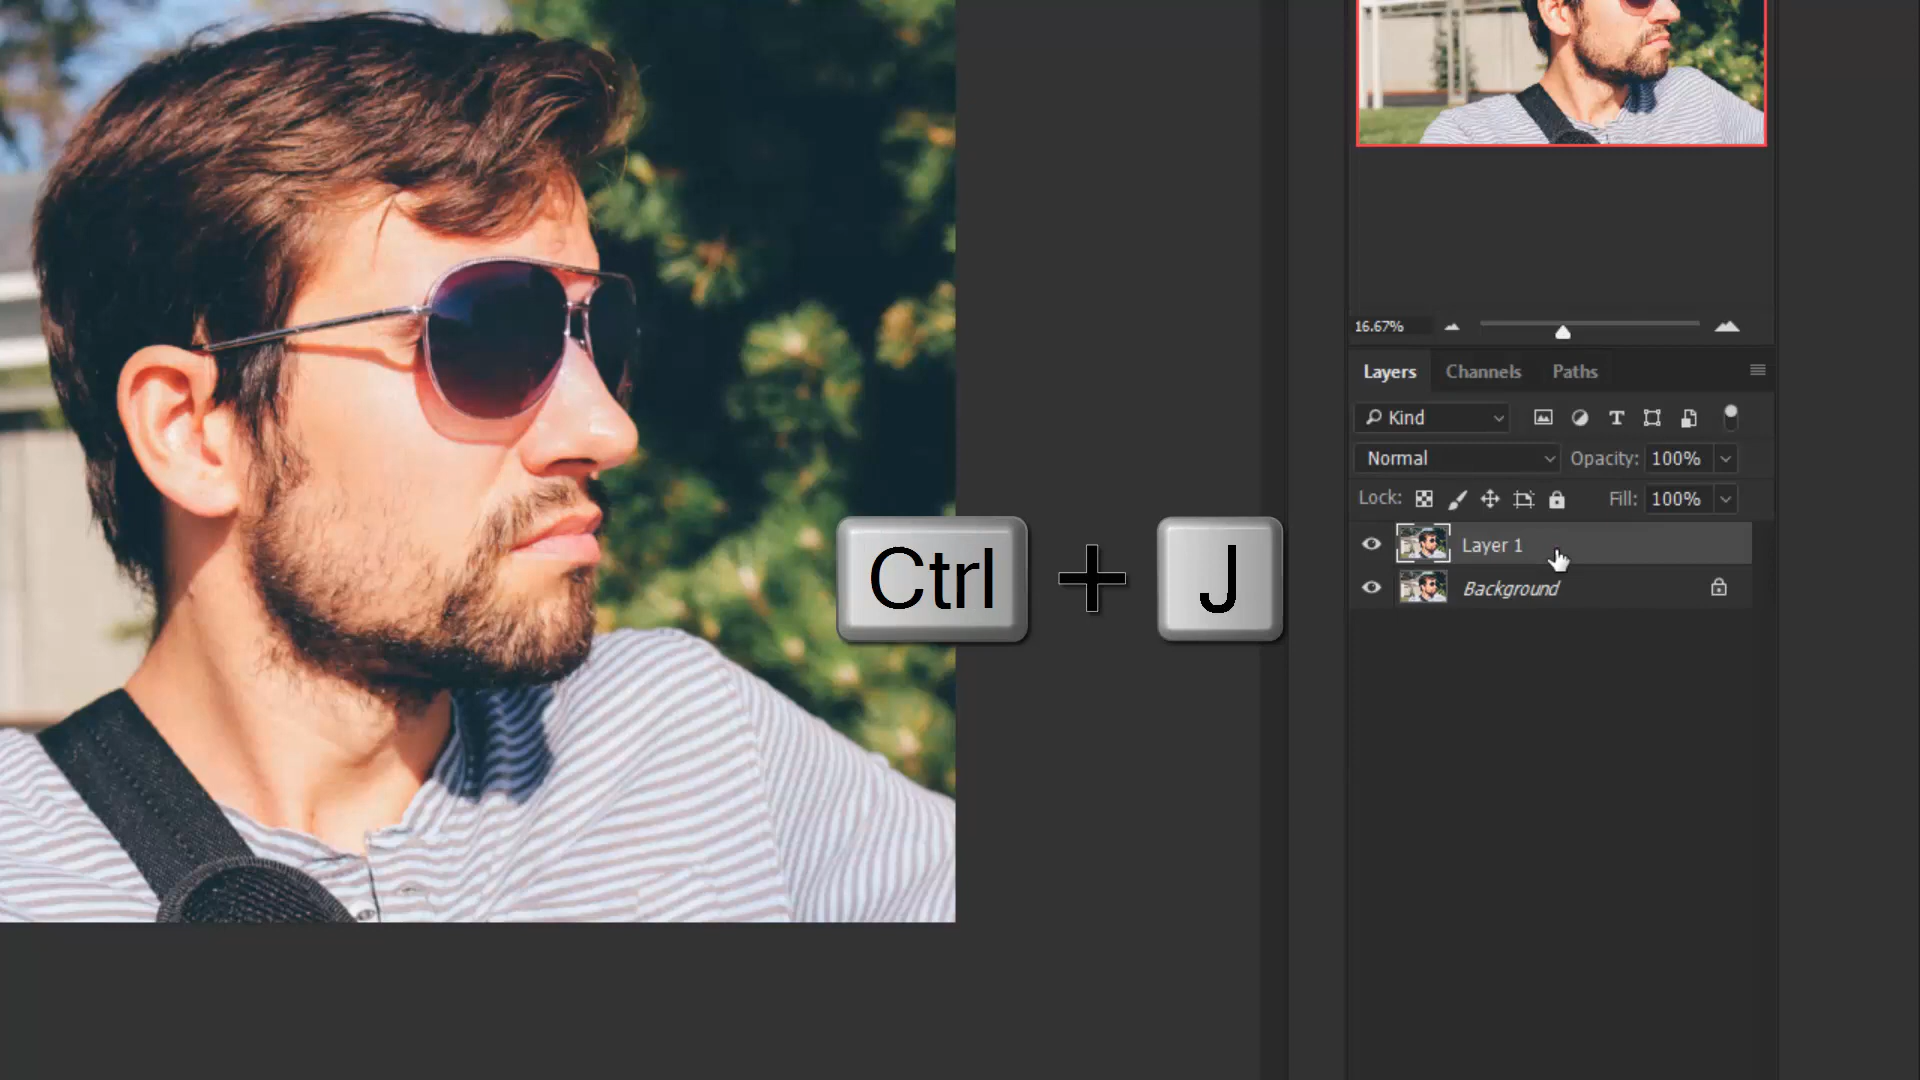 16.67%
Layers Channels Paths
Kind
Normal Opacity: 100%
Lock: Fill: 100%
Layer 1
Background
Ctrl + J